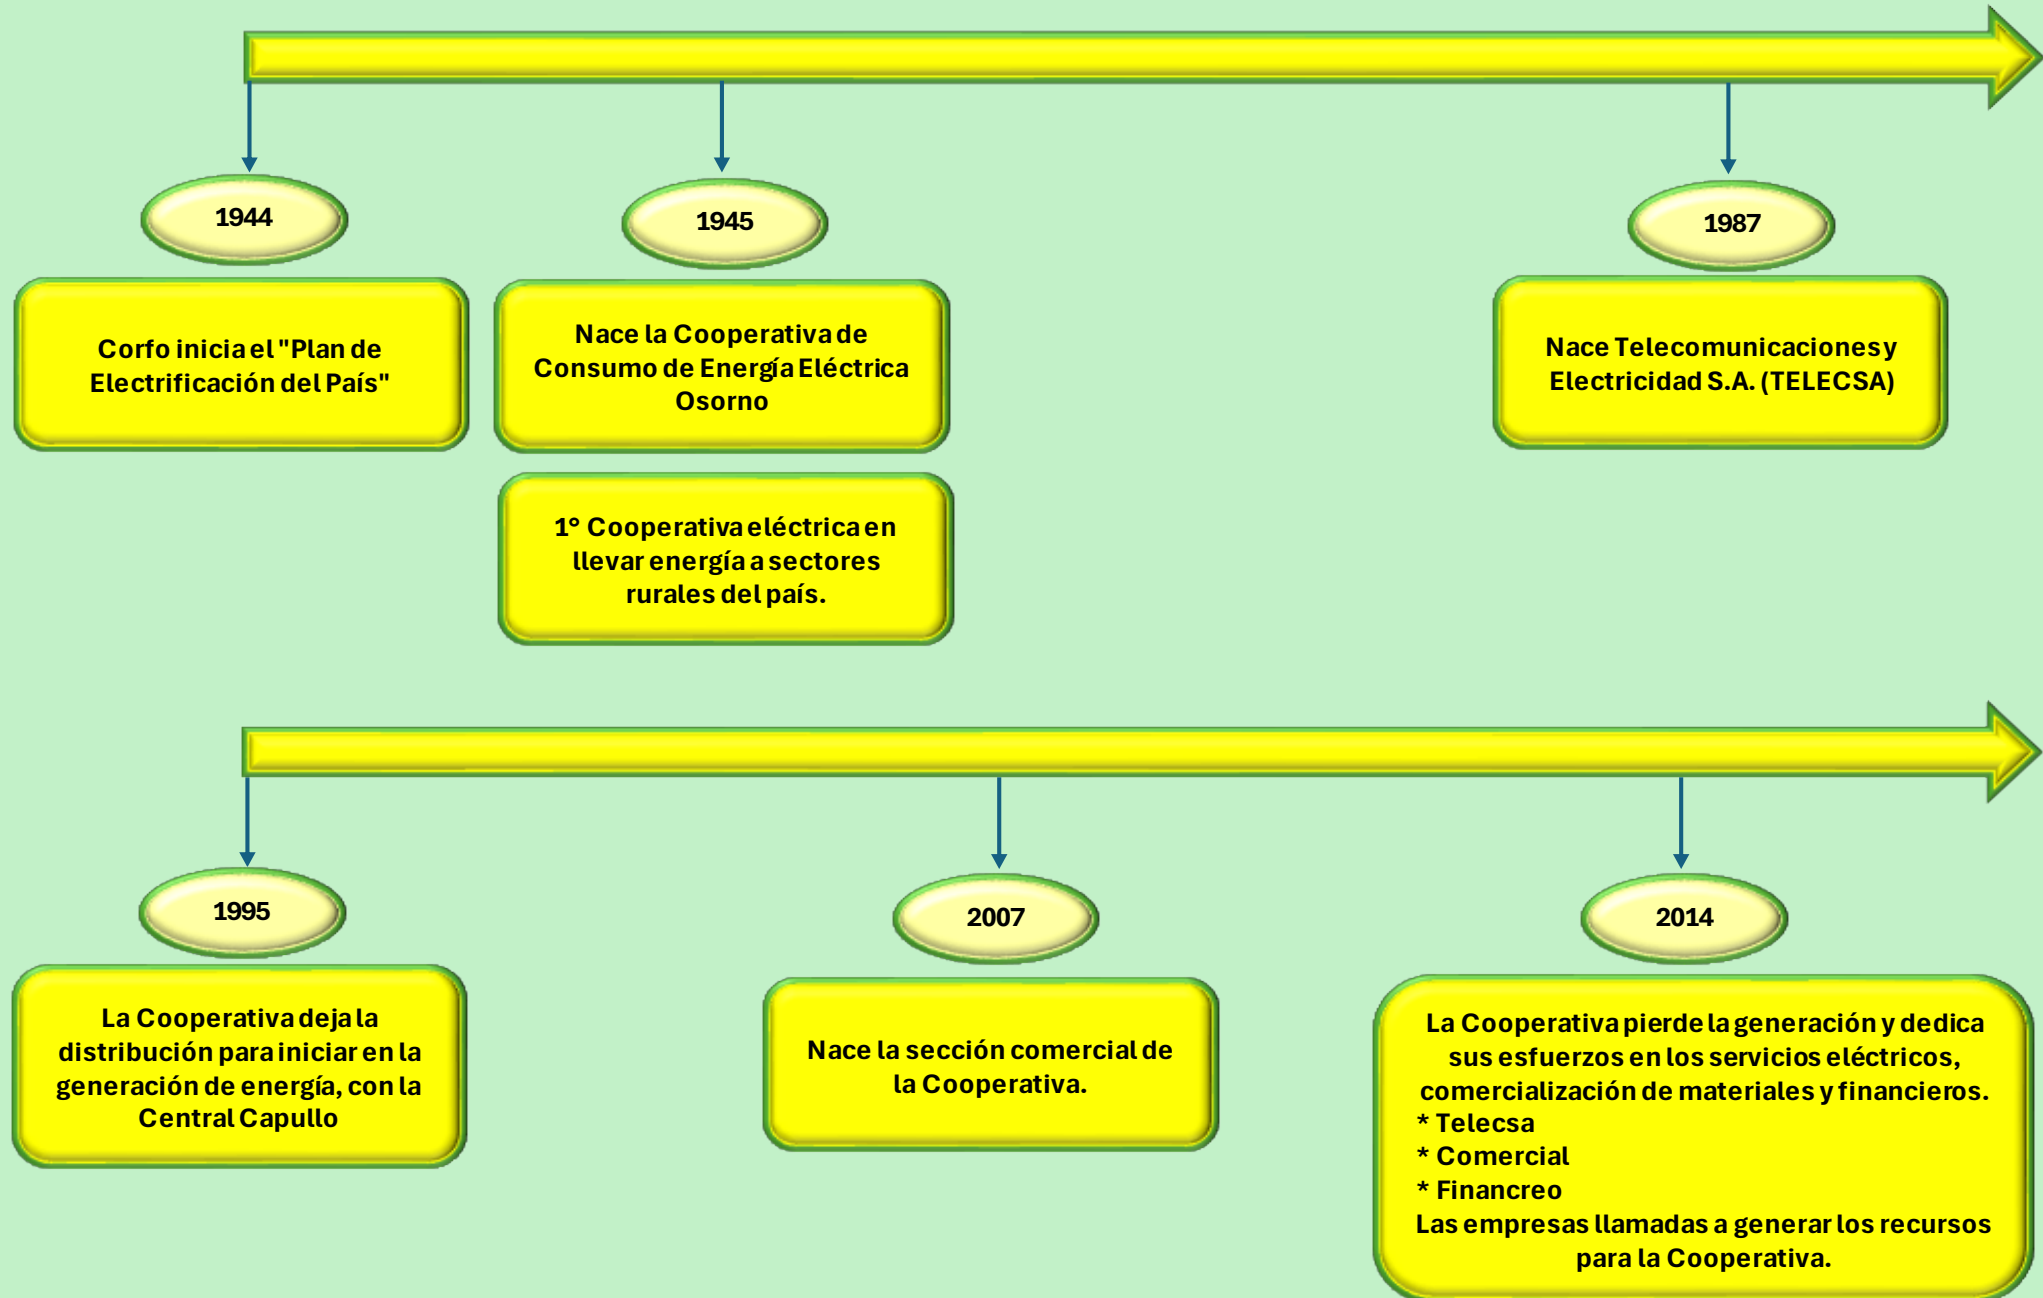 1944
Corfo inicia el "Plan de
Electrificación del País"
1945
Nace la Cooperativa de
Consumo de Energía Eléctrica
Osorno
1° Cooperativa eléctrica en
llevar energía a sectores
rurales del país.
1987
Nace Telecomunicaciones y
Electricidad S.A. (TELECSA)
1995
La Cooperativa deja la
distribución para iniciar en la
generación de energía, con la
Central Capullo
2007
Nace la sección comercial de
la Cooperativa.
2014
La Cooperativa pierde la generación y dedica
sus esfuerzos en los servicios eléctricos,
comercialización de materiales y financieros.
* Telecsa
* Comercial
* Financreo
Las empresas llamadas a generar los recursos
para la Cooperativa.